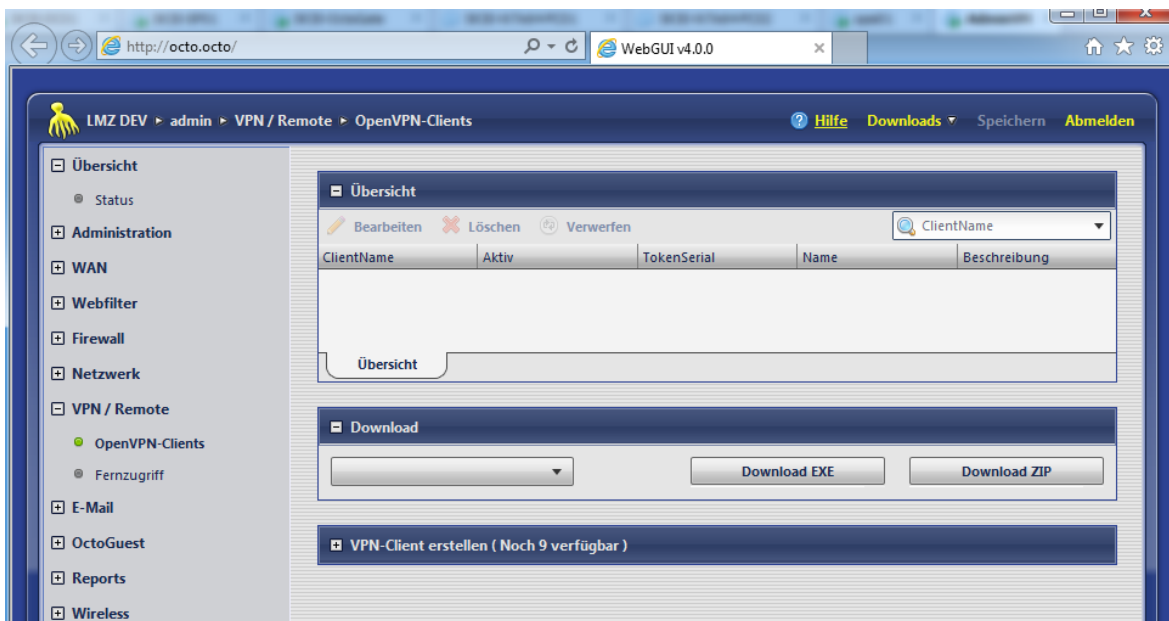 http://octo.octo/
WebGUI v4.0.0
LMZ DEV ▸ admin ▸ VPN / Remote ▸ OpenVPN-Clients
Hilfe Downloads Speichern Abmelden
Übersicht
Status
Administration
WAN
Webfilter
Firewall
Netzwerk
VPN / Remote
OpenVPN-Clients
Fernzugriff
E-Mail
OctoGuest
Reports
Wireless
Übersicht
Bearbeiten Löschen Verwerfen ClientName
ClientName Aktiv TokenSerial Name Beschreibung
Übersicht
Download
Download EXE Download ZIP
VPN-Client erstellen ( Noch 9 verfügbar )